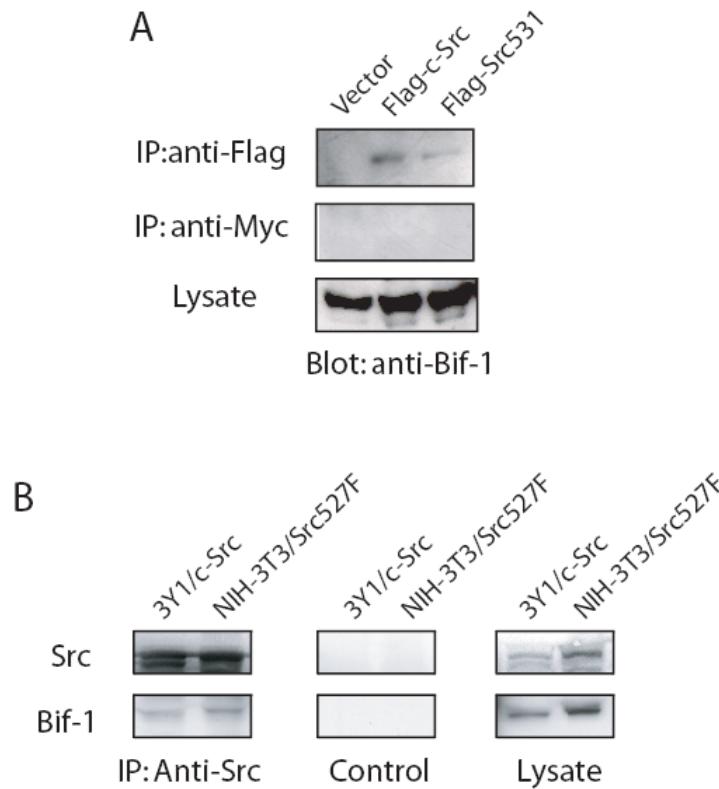 A
Vector
Flag-c-Src
Flag-Src531
IP:anti-Flag
IP: anti-Myc
Lysate
Blot: anti-Bif-1
B
3Y1/c-Src
NIH-3T3/Src527F
3Y1/c-Src
NIH-3T3/Src527F
3Y1/c-Src
NIH-3T3/Src527F
Src
Bif-1
IP: Anti-Src
Control
Lysate